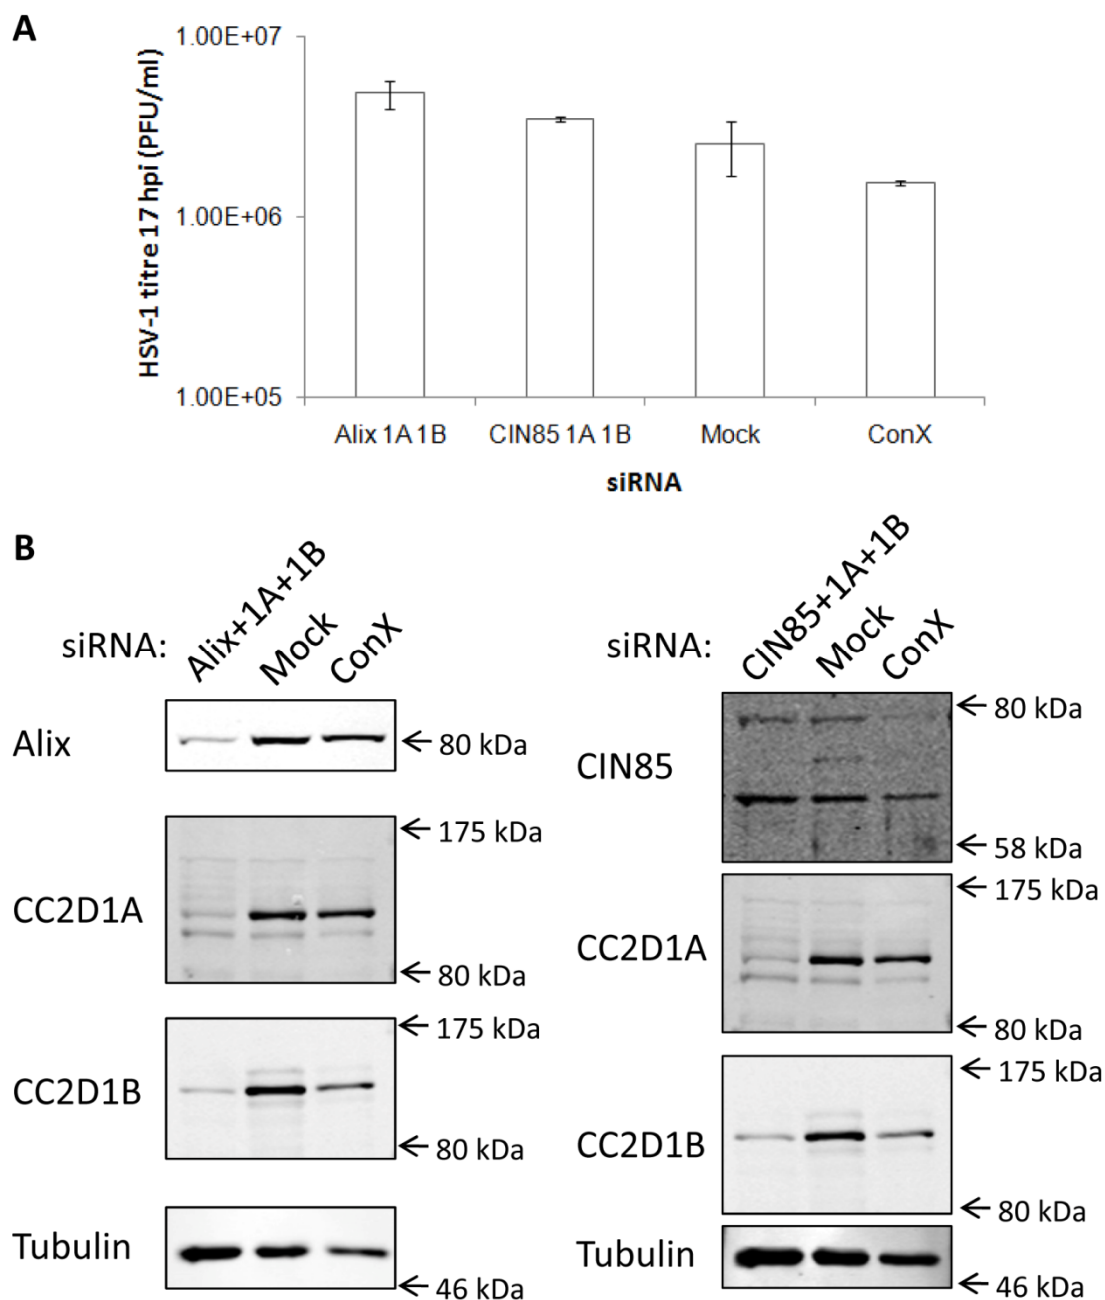 A
HSV-1 titre 17 hpi (PFU/ml)
1.00E+07
1.00E+06
1.00E+05
Alix 1A 1B
CIN85 1A 1B
Mock
ConX
siRNA
B
siRNA:
Alix+1A+1B
Mock
ConX
Alix
← 80 kDa
CC2D1A
← 175 kDa
← 80 kDa
CC2D1B
← 175 kDa
← 80 kDa
Tubulin
← 46 kDa
siRNA:
CIN85+1A+1B
Mock
ConX
CIN85
← 80 kDa
← 58 kDa
CC2D1A
← 175 kDa
← 80 kDa
CC2D1B
← 175 kDa
← 80 kDa
Tubulin
← 46 kDa